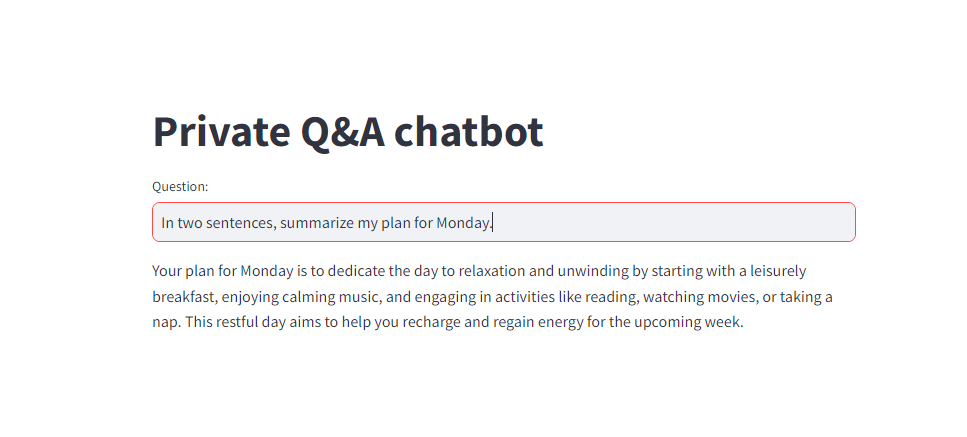 Private Q&A chatbot
Question:
In two sentences, summarize my plan for Monday.
Your plan for Monday is to dedicate the day to relaxation and unwinding by starting with a leisurely
breakfast, enjoying calming music, and engaging in activities like reading, watching movies, or taking a
nap. This restful day aims to help you recharge and regain energy for the upcoming week.